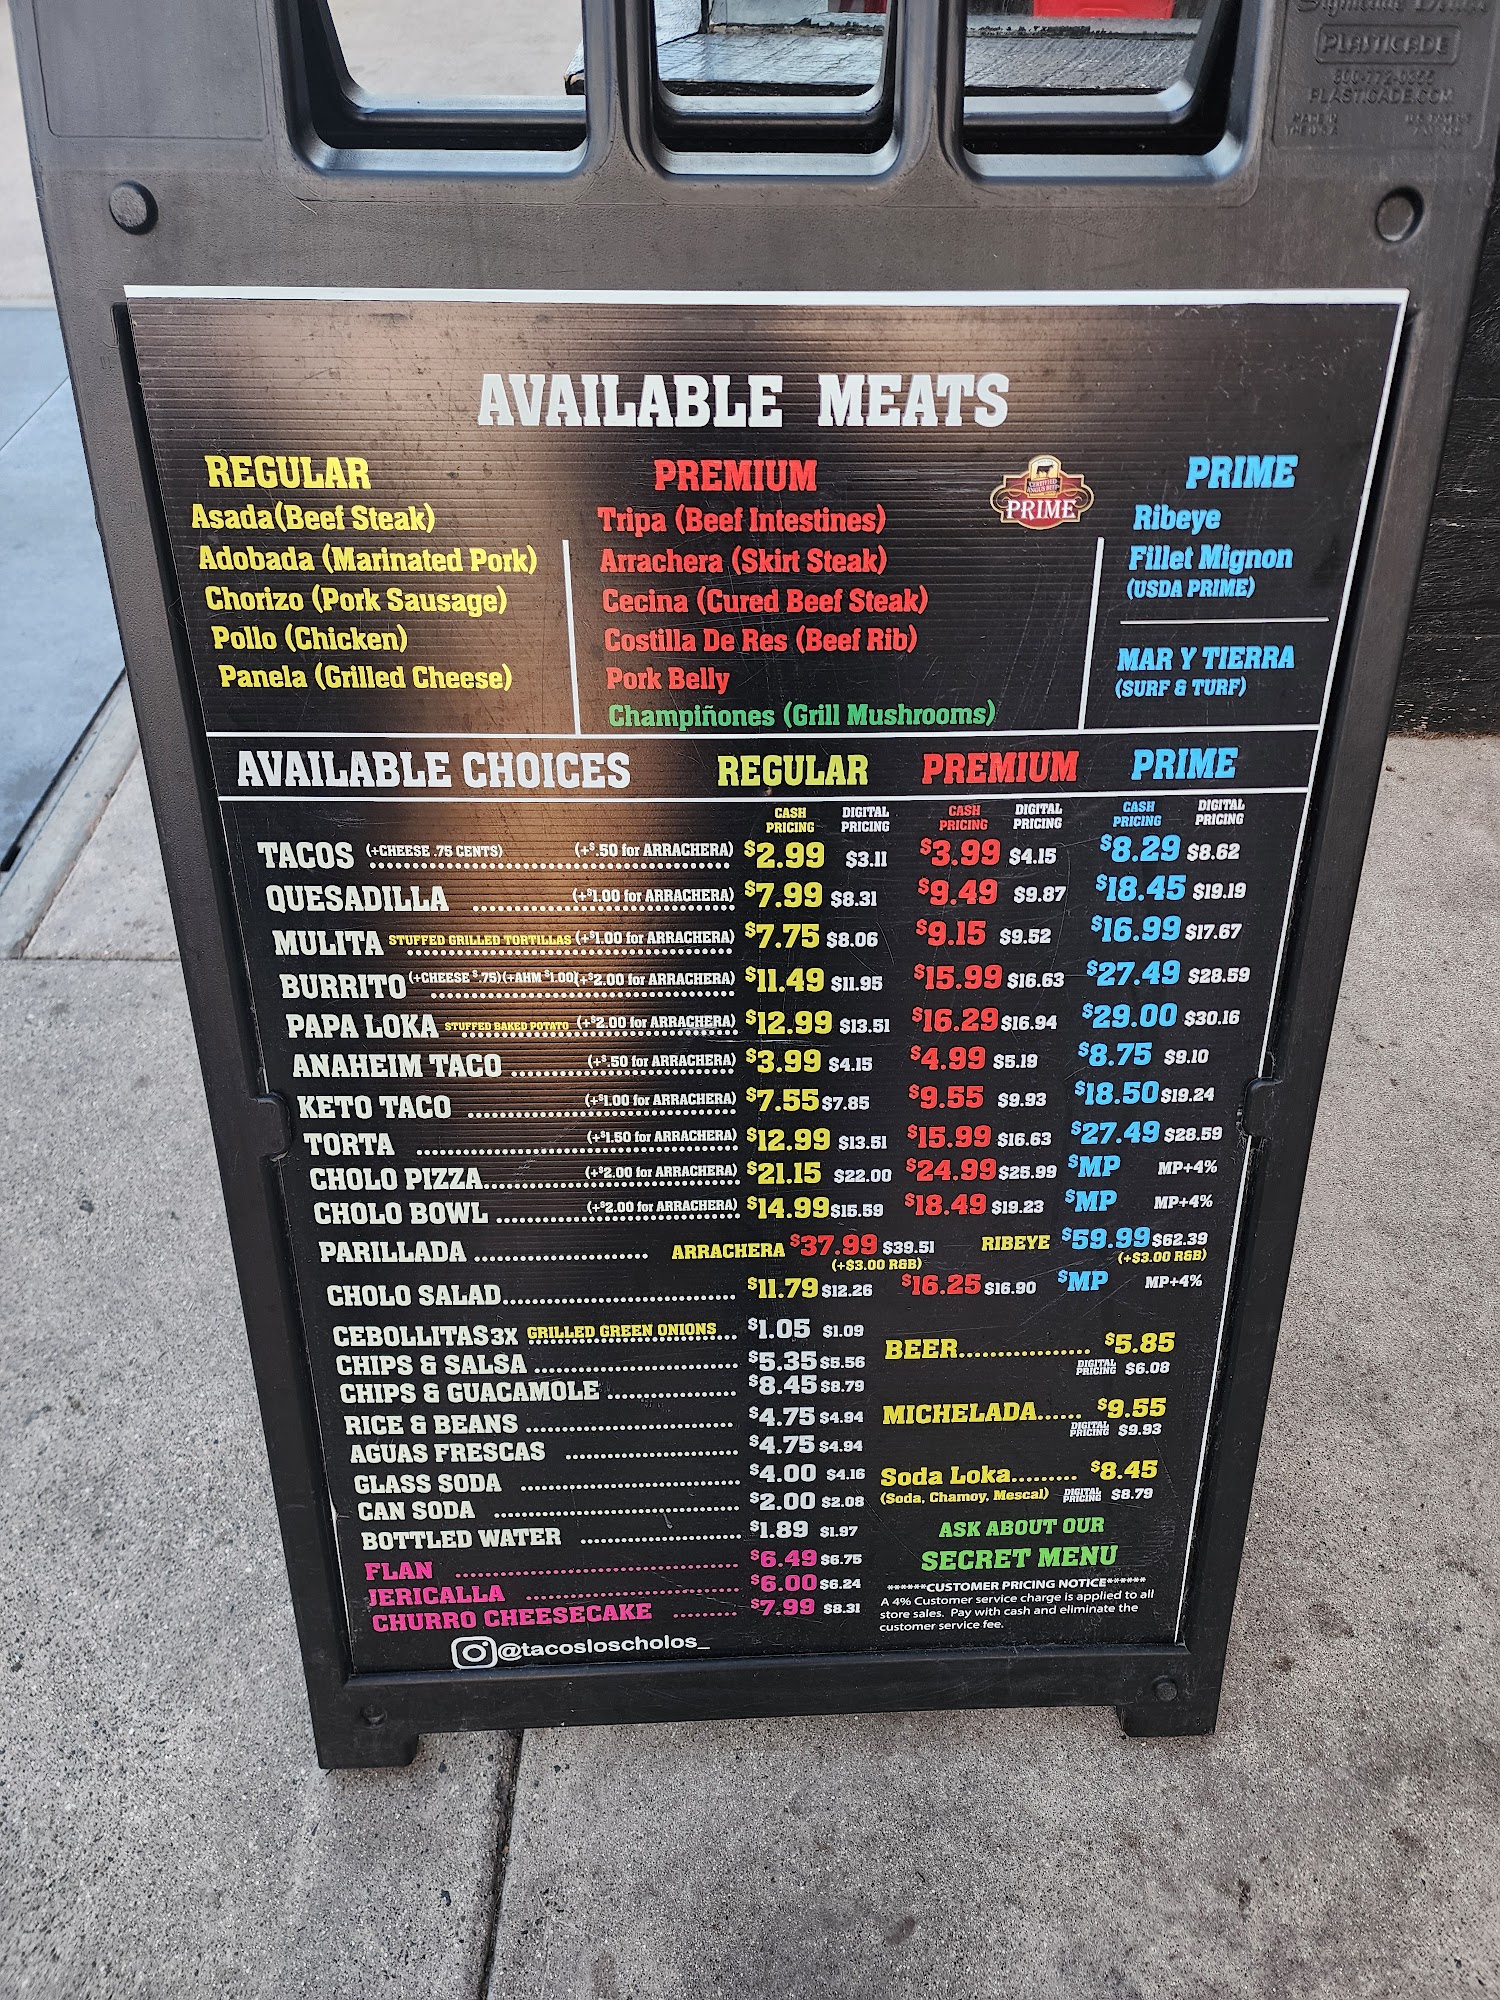 PLASTICADE
800-772-0355
PLASTICADE.COM
AVAILABLE MEATS
REGULAR
Asada(Beef Steak)
Adobada (Marinated Pork)
Chorizo (Pork Sausage)
Pollo (Chicken)
Panela (Grilled Cheese)
PREMIUM
Tripa (Beef Intestines)
Arrachera (Skirt Steak)
Cecina (Cured Beef Steak)
Costilla De Res (Beef Rib)
Pork Belly
Champiñones (Grill Mushrooms)
CERTIFIED
ANGUS BEEF
PRIME
PRIME
Ribeye
Fillet Mignon
(USDA PRIME)
MAR Y TIERRA
(SURF & TURF)
AVAILABLE CHOICES REGULAR PREMIUM PRIME
CASH PRICING DIGITAL PRICING CASH PRICING DIGITAL PRICING CASH PRICING DIGITAL PRICING
TACOS (+CHEESE .75 CENTS) (+$.50 for ARRACHERA) $2.99 $3.11 $3.99 $4.15 $8.29 $8.62
QUESADILLA (+$1.00 for ARRACHERA) $7.99 $8.31 $9.49 $9.87 $18.45 $19.19
MULITA STUFFED GRILLED TORTILLAS (+$1.00 for ARRACHERA) $7.75 $8.06 $9.15 $9.52 $16.99 $17.67
BURRITO (+CHEESE $.75)(+AHM $1.00)(+$2.00 for ARRACHERA) $11.49 $11.95 $15.99 $16.63 $27.49 $28.59
PAPA LOKA STUFFED BAKED POTATO (+$2.00 for ARRACHERA) $12.99 $13.51 $16.29 $16.94 $29.00 $30.16
ANAHEIM TACO (+$.50 for ARRACHERA) $3.99 $4.15 $4.99 $5.19 $8.75 $9.10
KETO TACO (+$1.00 for ARRACHERA) $7.55 $7.85 $9.55 $9.93 $18.50 $19.24
TORTA (+$1.50 for ARRACHERA) $12.99 $13.51 $15.99 $16.63 $27.49 $28.59
CHOLO PIZZA (+$2.00 for ARRACHERA) $21.15 $22.00 $24.99 $25.99 $MP MP+4%
CHOLO BOWL (+$2.00 for ARRACHERA) $14.99 $15.59 $18.49 $19.23 $MP MP+4%
PARILLADA ARRACHERA $37.99 $39.51 RIBEYE $59.99 $62.39
(+$3.00 R&B) (+$3.00 R&B)
CHOLO SALAD $11.79 $12.26 $16.25 $16.90 $MP MP+4%
CEBOLLITAS 3X GRILLED GREEN ONIONS $1.05 $1.09
CHIPS & SALSA $5.35 $5.56
CHIPS & GUACAMOLE $8.45 $8.79
RICE & BEANS $4.75 $4.94
AGUAS FRESCAS $4.75 $4.94
GLASS SODA $4.00 $4.16
CAN SODA $2.00 $2.08
BOTTLED WATER $1.89 $1.97
FLAN $6.49 $6.75
JERICALLA $6.00 $6.24
CHURRO CHEESECAKE $7.99 $8.31
BEER $5.85
DIGITAL PRICING $6.08
MICHELADA $9.55
DIGITAL PRICING $9.93
Soda Loka $8.45
(Soda, Chamoy, Mescal) DIGITAL PRICING $8.79
ASK ABOUT OUR
SECRET MENU
******CUSTOMER PRICING NOTICE******
A 4% Customer service charge is applied to all
store sales. Pay with cash and eliminate the
customer service fee.
@tacosloscholos_